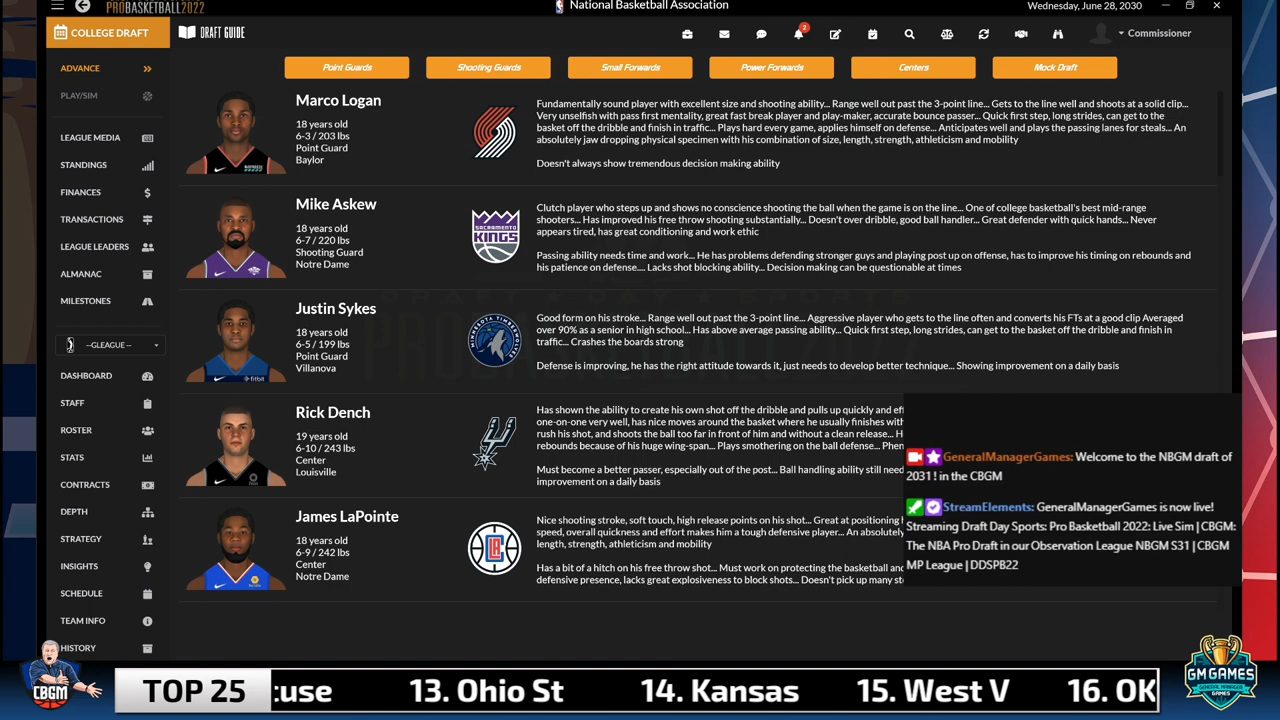 PROBASKETBALL2022
National Basketball Association
Wednesday, June 28, 2030
COLLEGE DRAFT
DRAFT GUIDE
2
Commissioner
ADVANCE
PLAY/SIM
LEAGUE MEDIA
STANDINGS
FINANCES
TRANSACTIONS
LEAGUE LEADERS
ALMANAC
MILESTONES
--GLEAGUE --
DASHBOARD
STAFF
ROSTER
STATS
CONTRACTS
DEPTH
STRATEGY
INSIGHTS
SCHEDULE
TEAM INFO
HISTORY
Point Guards
Shooting Guards
Small Forwards
Power Forwards
Centers
Mock Draft
Marco Logan
18 years old
6-3 / 203 lbs
Point Guard
Baylor
Fundamentally sound player with excellent size and shooting ability... Range well out past the 3-point line... Gets to the line well and shoots at a solid clip...
Very unselfish with pass first mentality, great fast break player and play-maker, accurate bounce passer... Quick first step, long strides, can get to the
basket off the dribble and finish in traffic... Plays hard every game, applies himself on defense... Anticipates well and plays the passing lanes for steals... An
absolutely jaw dropping physical specimen with his combination of size, length, strength, athleticism and mobility
Doesn't always show tremendous decision making ability
Mike Askew
18 years old
6-7 / 220 lbs
Shooting Guard
Notre Dame
SACRAMENTO
KINGS
Clutch player who steps up and shows no conscience shooting the ball when the game is on the line... One of college basketball's best mid-range
shooters... Has improved his free throw shooting substantially... Doesn't over dribble, good ball handler... Great defender with quick hands... Never
appears tired, has great conditioning and work ethic
Passing ability needs time and work... He has problems defending stronger guys and playing post up on offense, has to improve his timing on rebounds and
his patience on defense.... Lacks shot blocking ability... Decision making can be questionable at times
Justin Sykes
18 years old
6-5 / 199 lbs
Point Guard
Villanova
fitbit
MINNESOTA TIMBERWOLVES
Good form on his stroke... Range well out past the 3-point line... Aggressive player who gets to the line often and converts his FTs at a good clip Averaged
over 90% as a senior in high school... Has above average passing ability... Quick first step, long strides, can get to the basket off the dribble and finish in
traffic... Crashes the boards strong
Defense is improving, he has the right attitude towards it, just needs to develop better technique... Showing improvement on a daily basis
Rick Dench
19 years old
6-10 / 243 lbs
Center
Louisville
Has shown the ability to create his own shot off the dribble and pulls up quickly and eff
one-on-one very well, has nice moves around the basket where he usually finishes with
rush his shot, and shoots the ball too far in front of him and without a clean release... H
rebounds because of his huge wing-span... Plays smothering on the ball defense... Phen
Must become a better passer, especially out of the post... Ball handling ability still need
improvement on a daily basis
James LaPointe
18 years old
6-9 / 242 lbs
Center
Notre Dame
Nice shooting stroke, soft touch, high release points on his shot... Great at positioning
speed, overall quickness and effort makes him a tough defensive player... An absolutely
length, strength, athleticism and mobility
Has a bit of a hitch on his free throw shot... Must work on protecting the basketball and
defensive presence, lacks great explosiveness to block shots... Doesn't pick up many st
GeneralManagerGames: Welcome to the NBGM draft of
2031 ! in the CBGM
StreamElements: GeneralManagerGames is now live!
Streaming Draft Day Sports: Pro Basketball 2022: Live Sim | CBGM:
The NBA Pro Draft in our Observation League NBGM S31 | CBGM
MP League | DDSPB22
CBGM
TOP 25
cuse 13. Ohio St 14. Kansas 15. West V 16. OK
GM GAMES
GENERAL MANAGER
GAMES